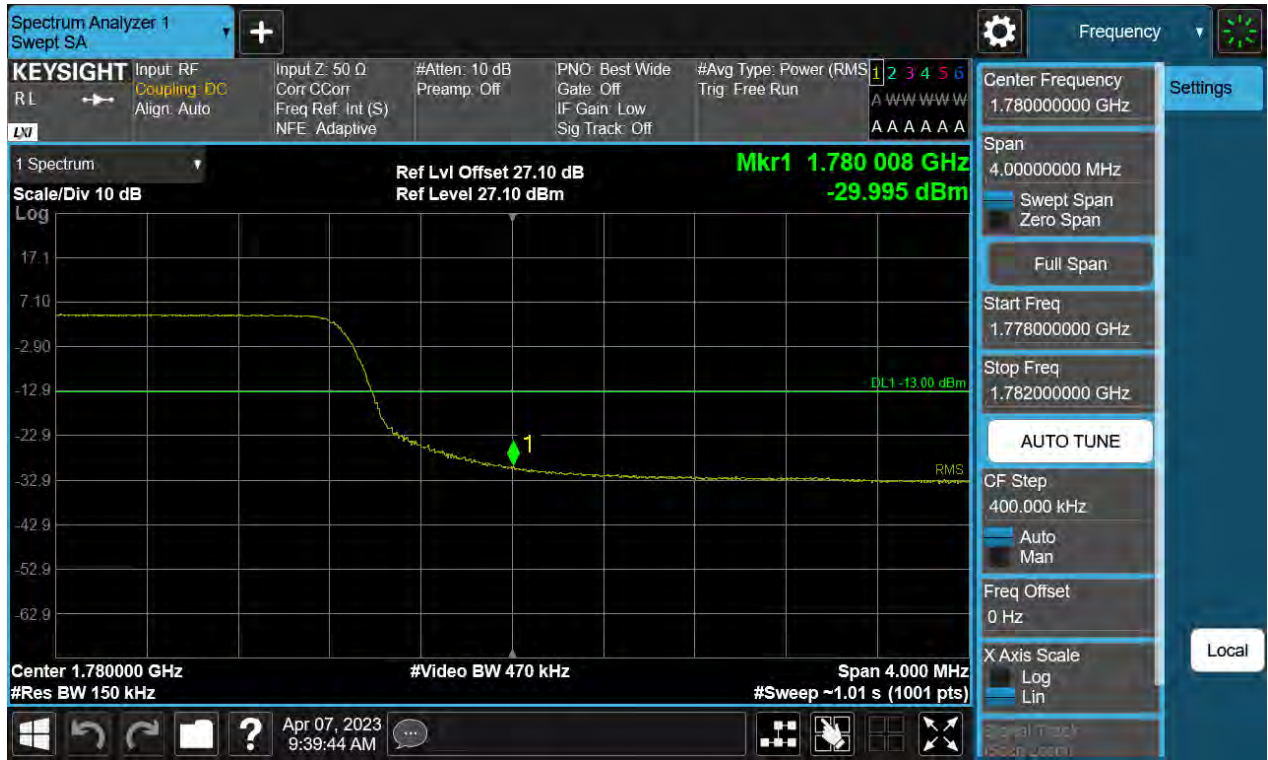 Spectrum Analyzer 1
Swept SA
Frequency
KEYSIGHT
RL
LXI
Input: RF
Coupling: DC
Align: Auto
Input Z: 50 Ω
Corr CCorr
Freq Ref: Int (S)
NFE: Adaptive
#Atten: 10 dB
Preamp: Off
PNO: Best Wide
Gate: Off
IF Gain: Low
Sig Track: Off
#Avg Type: Power (RMS
Trig: Free Run
1 2 3 4 5 6
A W W W W W
A A A A A A
1 Spectrum
Scale/Div 10 dB
Log
Ref Lvl Offset 27.10 dB
Ref Level 27.10 dBm
Mkr1 1.780 008 GHz
-29.995 dBm
17.1
7.10
-2.90
-12.9
-22.9
-32.9
-42.9
-52.9
-62.9
DL1 -13.00 dBm
1
RMS
Center 1.780000 GHz
#Res BW 150 kHz
#Video BW 470 kHz
Span 4.000 MHz
#Sweep ~1.01 s (1001 pts)
Center Frequency
1.780000000 GHz
Settings
Span
4.00000000 MHz
Swept Span
Zero Span
Full Span
Start Freq
1.778000000 GHz
Stop Freq
1.782000000 GHz
AUTO TUNE
CF Step
400.000 kHz
Auto
Man
Freq Offset
0 Hz
X Axis Scale
Log
Lin
Signal Track
(Span Zoom)
Local
?
Apr 07, 2023
9:39:44 AM